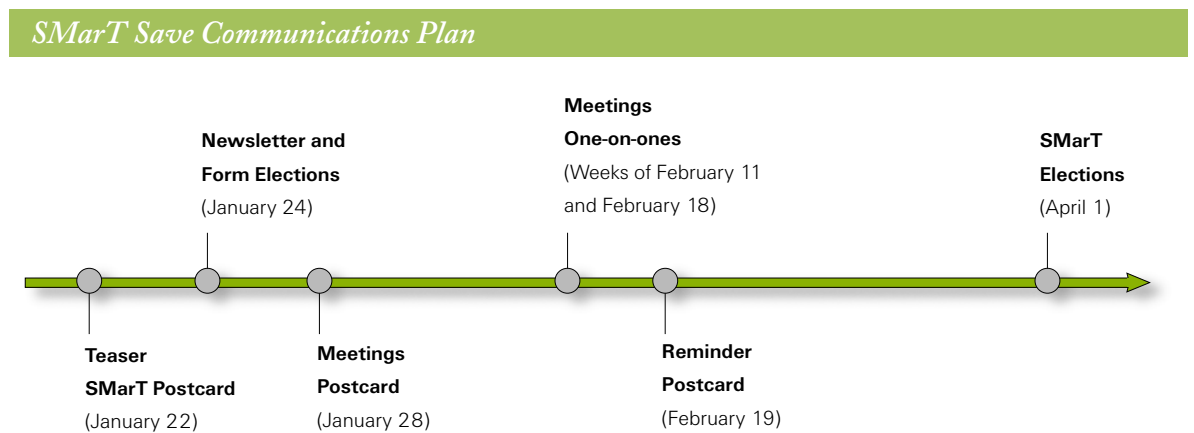 SMarT Save Communications Plan
Newsletter and
Form Elections
(January 24)
Meetings
One-on-ones
(Weeks of February 11
and February 18)
SMarT
Elections
(April 1)
Teaser
SMarT Postcard
(January 22)
Meetings
Postcard
(January 28)
Reminder
Postcard
(February 19)